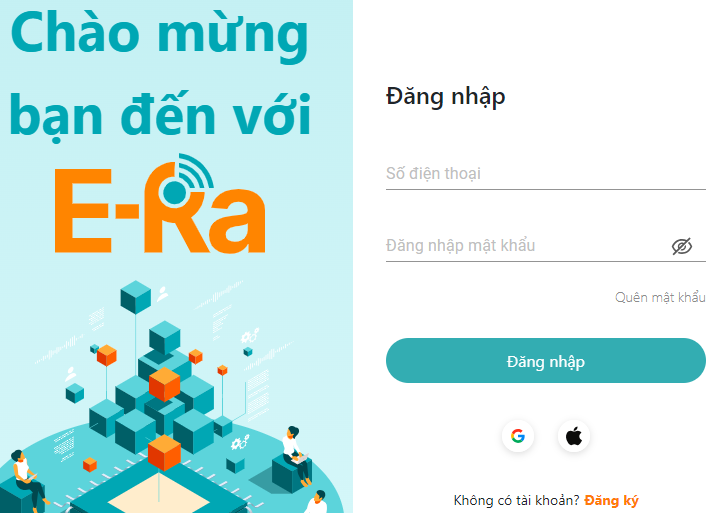 Chào mừng
bạn đến với
E-Ra
Đăng nhập
Số điện thoại
Đăng nhập mật khẩu
Quên mật khẩu
Đăng nhập
Không có tài khoản? Đăng ký